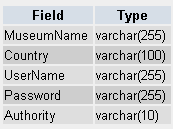 Field Type
MuseumName varchar(255)
Country varchar(100)
UserName varchar(255)
Password varchar(255)
Authority varchar(10)